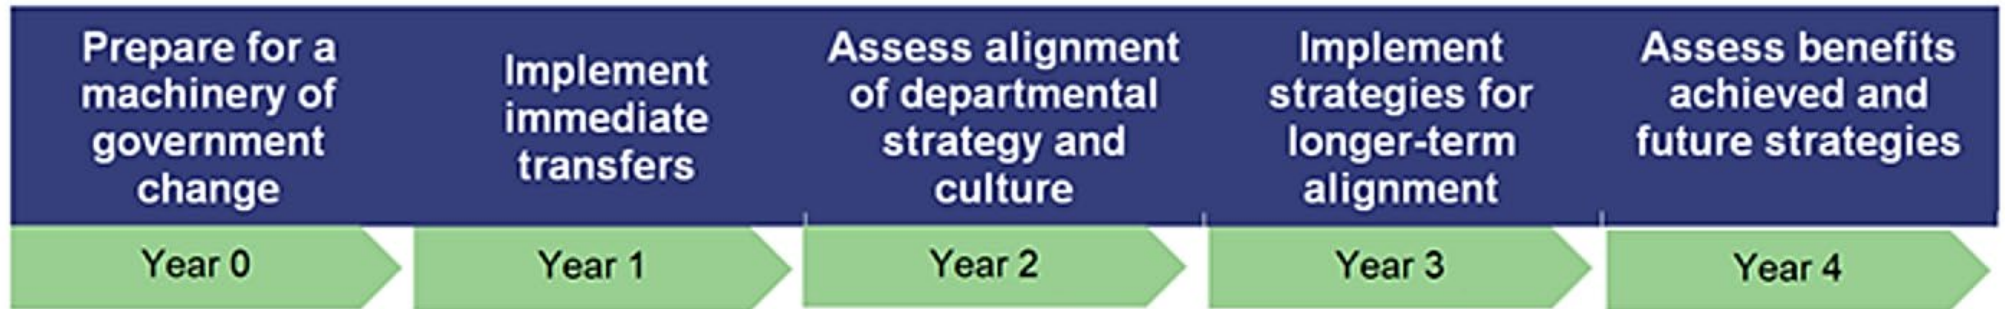 Prepare for a
machinery of
government
change
Implement
immediate
transfers
Assess alignment
of departmental
strategy and
culture
Implement
strategies for
longer-term
alignment
Assess benefits
achieved and
future strategies
Year 0
Year 1
Year 2
Year 3
Year 4